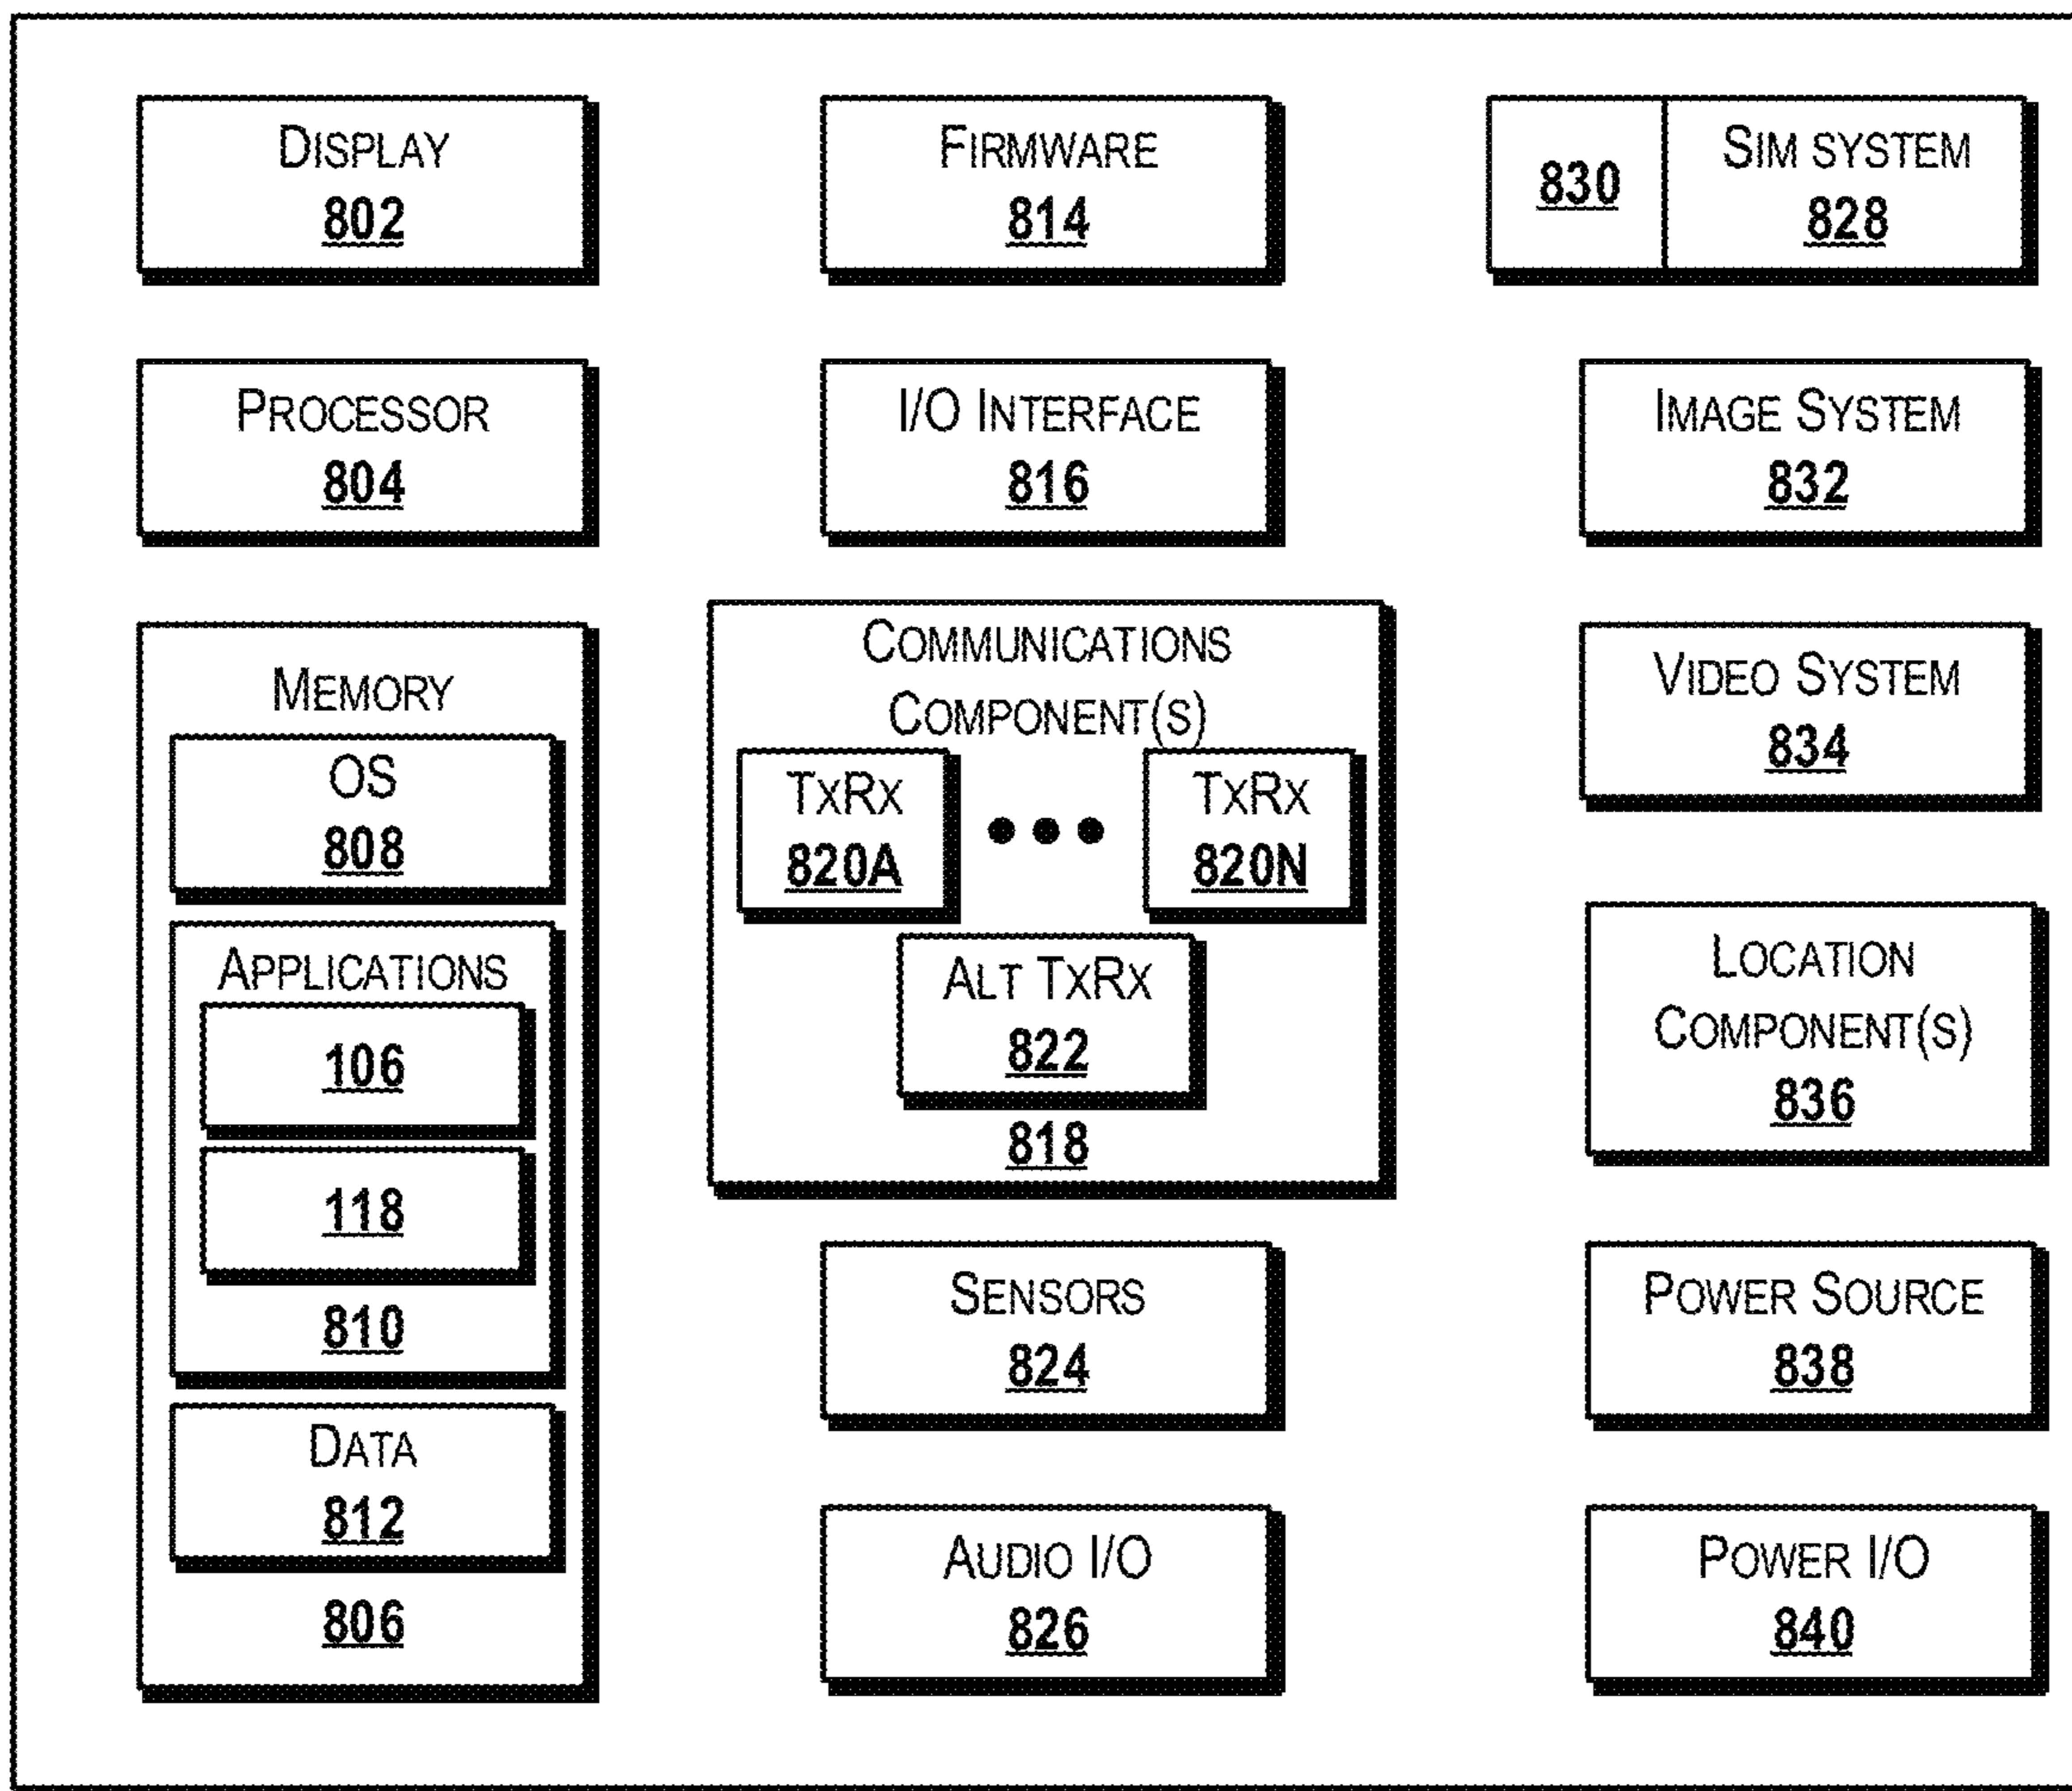 DISPLAY
802
PROCESSOR
804
MEMORY
OS
808
APPLICATIONS
106
118
810
DATA
812
806
FIRMWARE
814
I/O INTERFACE
816
COMMUNICATIONS
COMPONENT(S)
TXRX
820A
TXRX
820N
ALT TXRX
822
818
SENSORS
824
AUDIO I/O
826
830
SIM SYSTEM
828
IMAGE SYSTEM
832
VIDEO SYSTEM
834
LOCATION
COMPONENT(S)
836
POWER SOURCE
838
POWER I/O
840